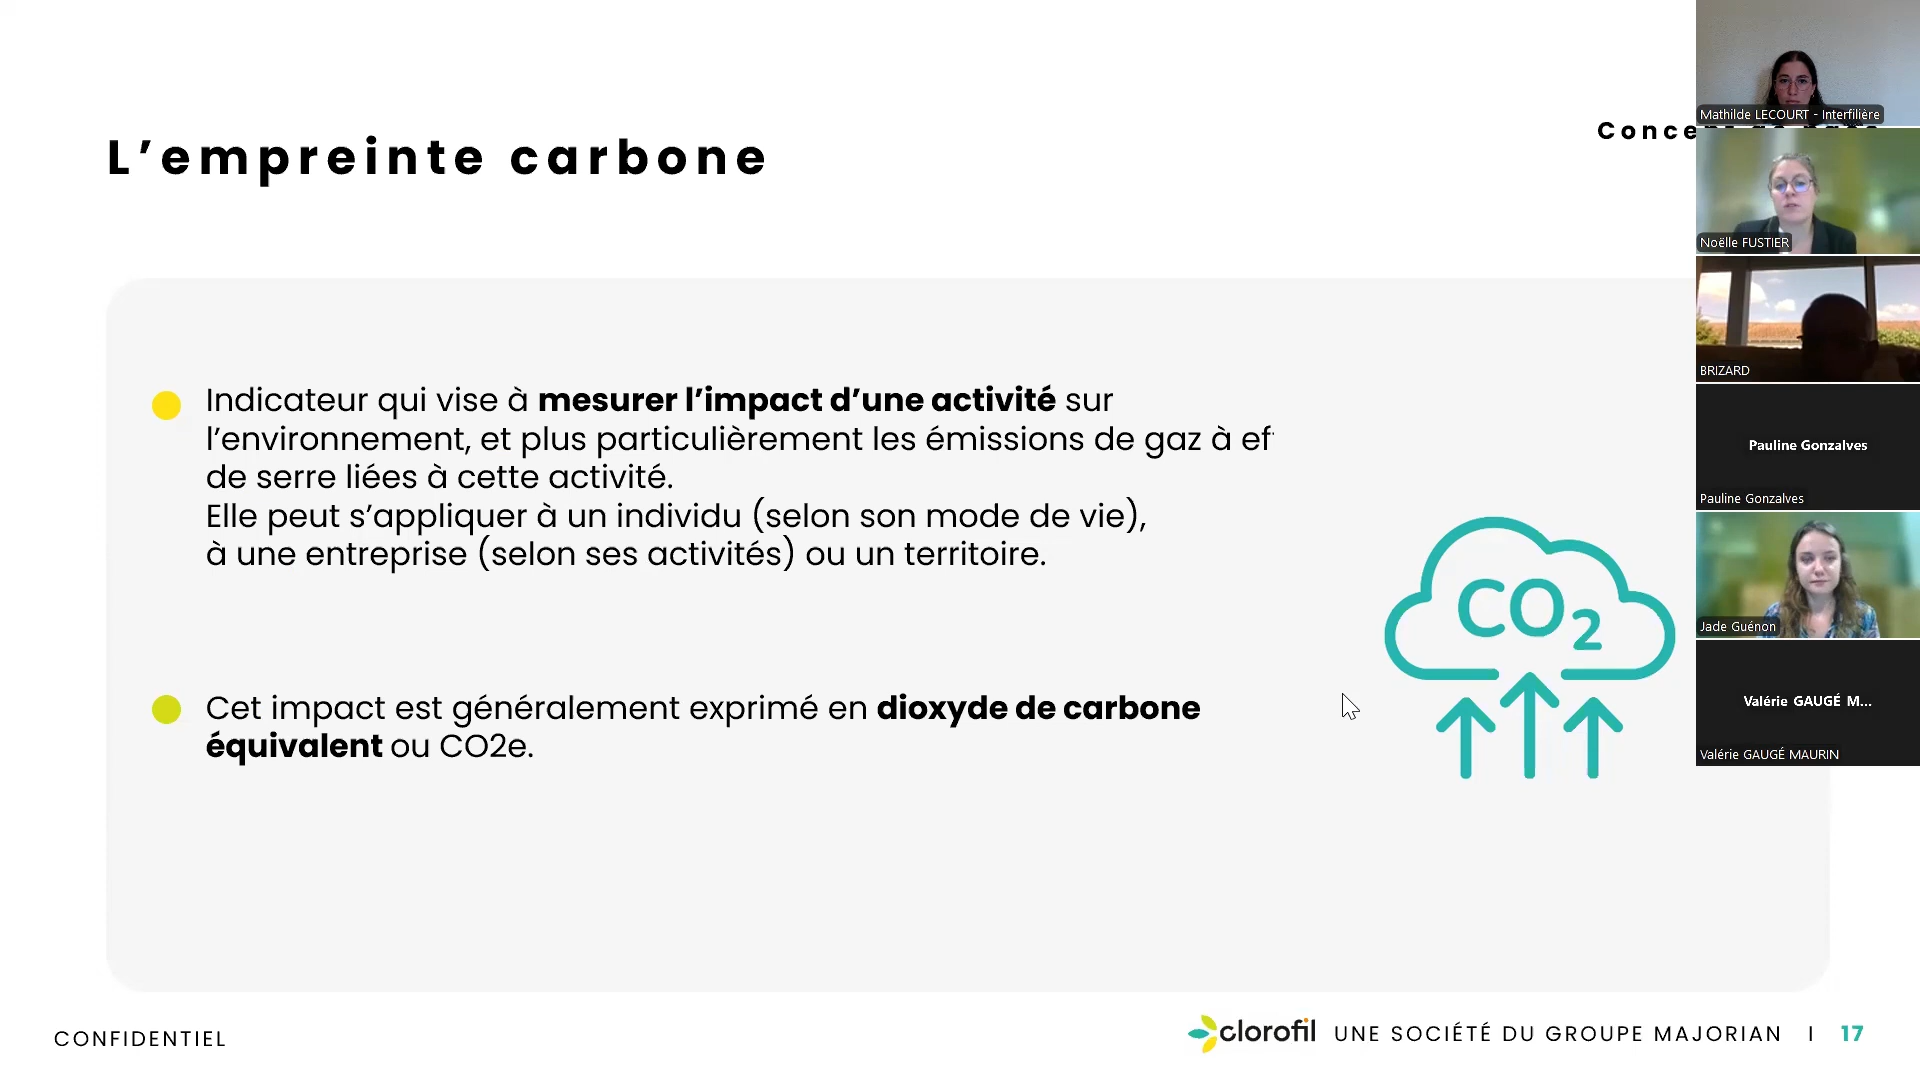 L’empreinte carbone
Indicateur qui vise à mesurer l’impact d’une activité sur
l’environnement, et plus particulièrement les émissions de gaz à
de serre liées à cette activité.
Elle peut s’appliquer à un individu (selon son mode de vie),
à une entreprise (selon ses activités) ou un territoire.
Cet impact est généralement exprimé en dioxyde de carbone
équivalent ou CO2e.
CO2
Mathilde LECOURT - Interfilière
Noëlle FUSTIER
BRIZARD
Pauline Gonzalves
Pauline Gonzalves
Jade Guénon
Valérie GAUGÉ M...
Valérie GAUGÉ MAURIN
CONFIDENTIEL
clorofil UNE SOCIÉTÉ DU GROUPE MAJORIAN I 17